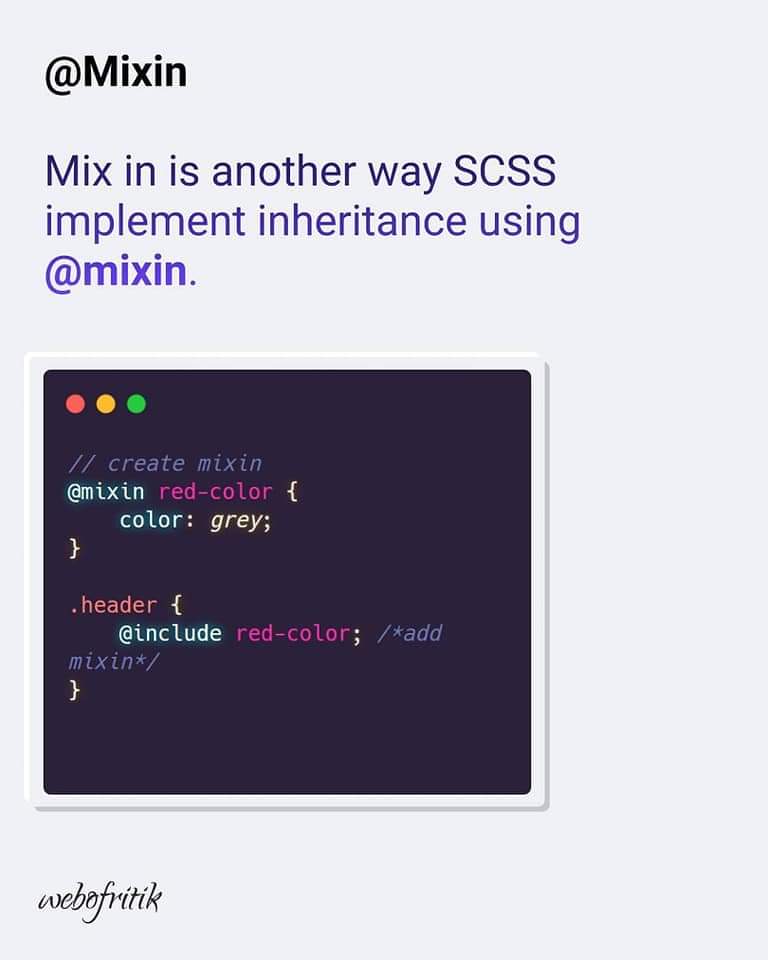 @Mixin
Mix in is another way SCSS
implement inheritance using
@mixin.
// create mixin
@mixin red-color {
    color: grey;
}
.header {
    @include red-color; /*add
mixin*/
}
webofritik